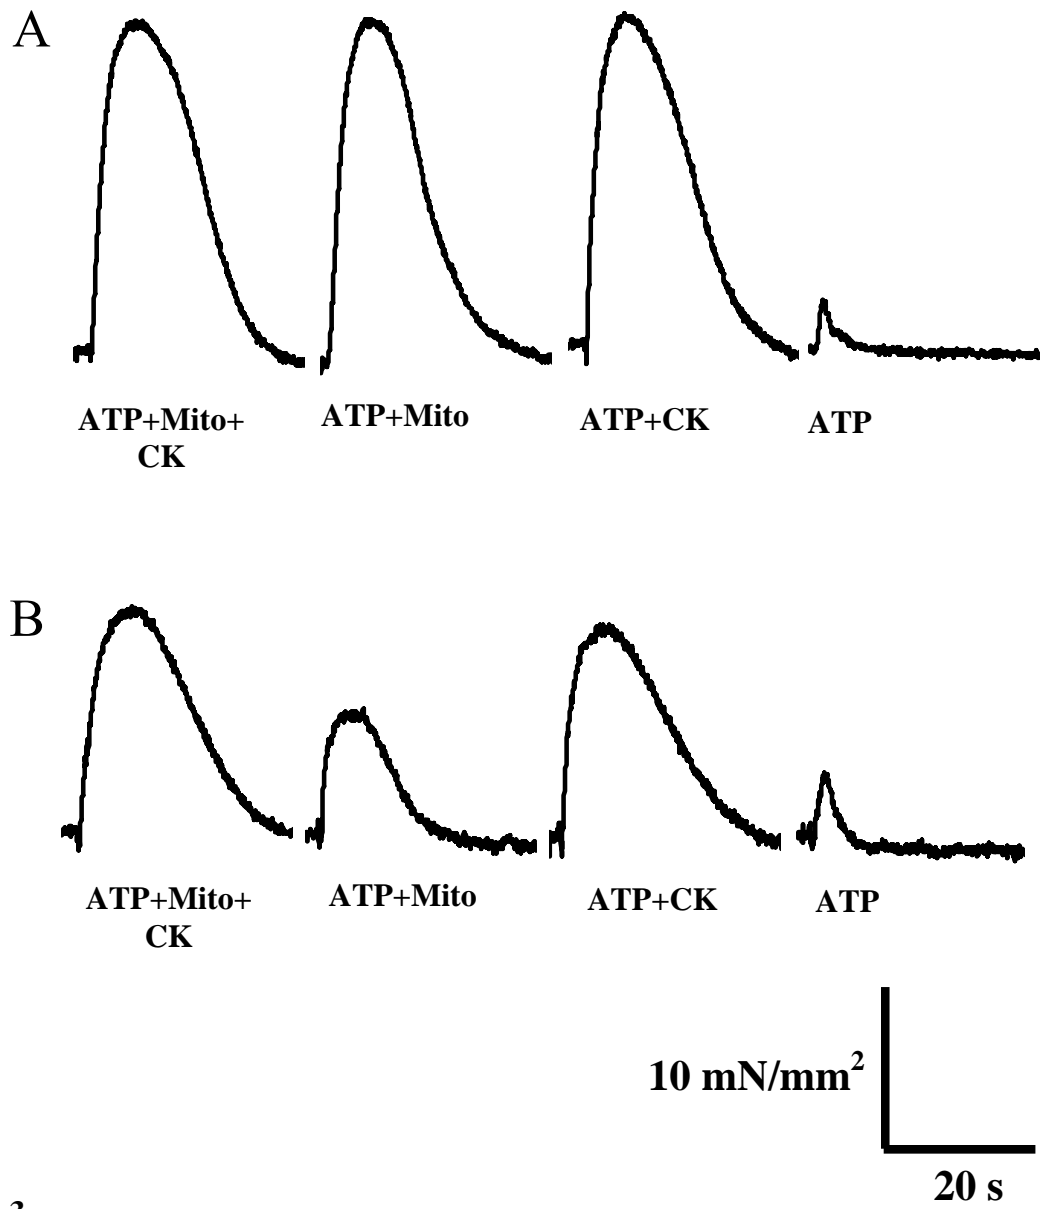 A
ATP+Mito+
CK
ATP+Mito
ATP+CK
ATP
B
ATP+Mito+
CK
ATP+Mito
ATP+CK
ATP
10 mN/mm²
20 s